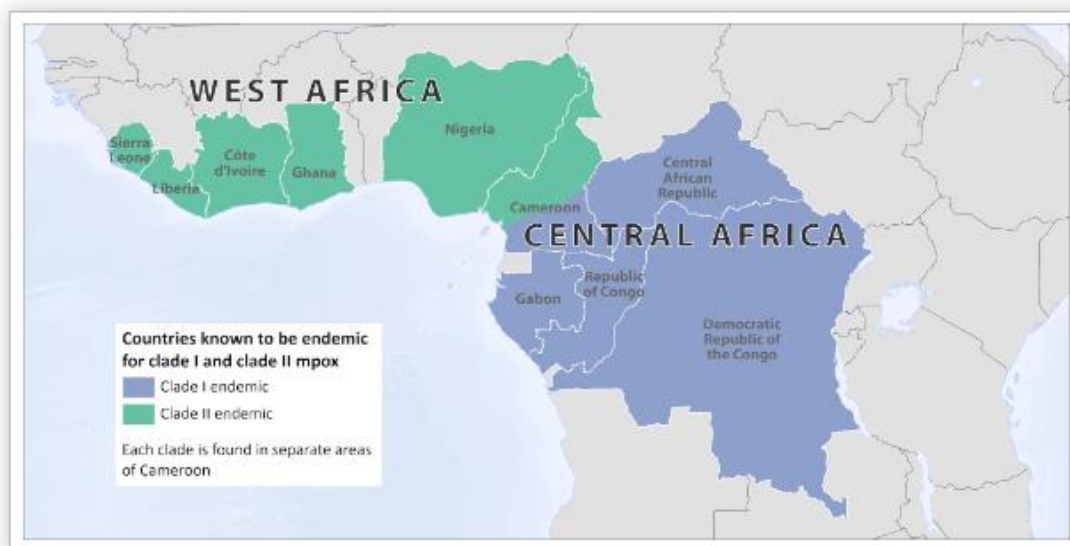 WEST AFRICA
Nigeria
Sierra
Leone
Côte
d'Ivoire
Ghana
Liberia
Central
African
Republic
Cameroon
CENTRAL AFRICA
Republic
of Congo
Gabon
Democratic
Republic of
the Congo
Countries known to be endemic
for clade I and clade II mpox
Clade I endemic
Clade II endemic
Each clade is found in separate areas
of Cameroon